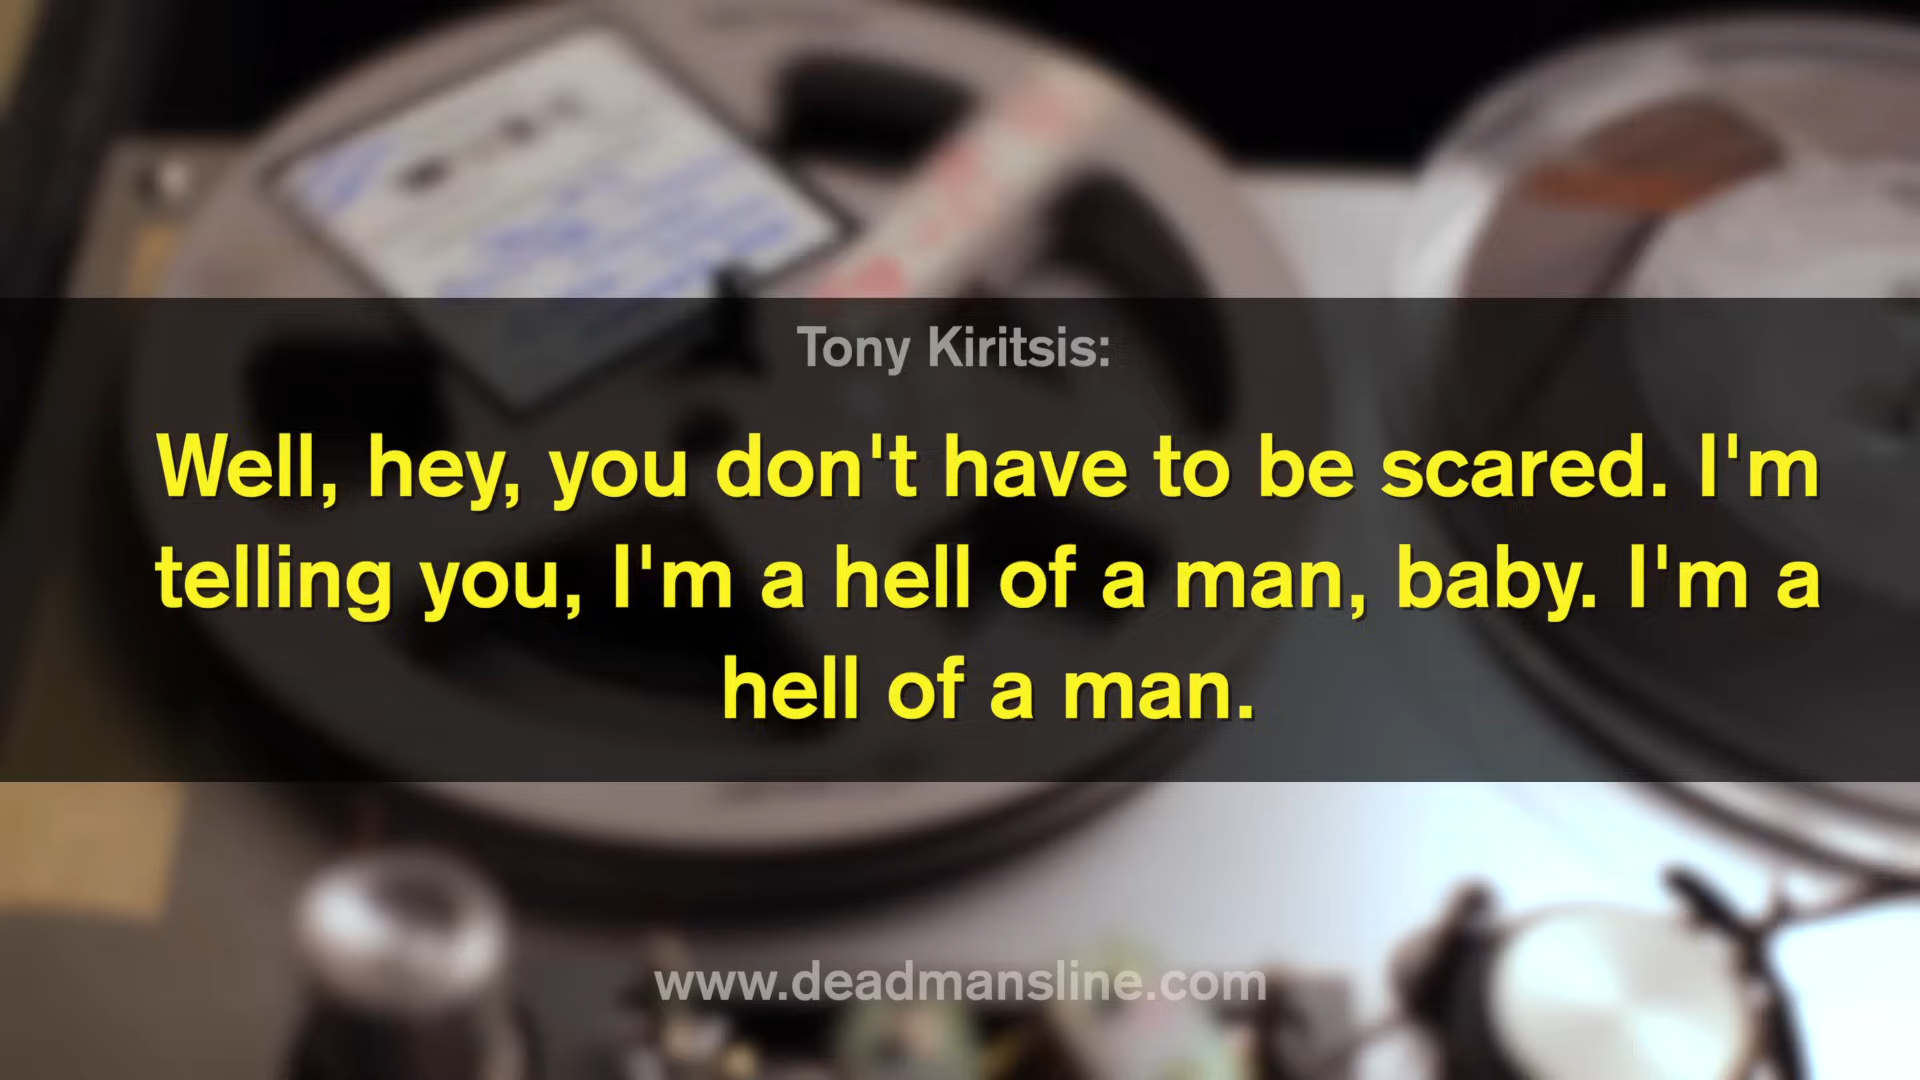 Tony Kiritsis:
Well, hey, you don't have to be scared. I'm
telling you, I'm a hell of a man, baby. I'm a
hell of a man.
www.deadmansline.com